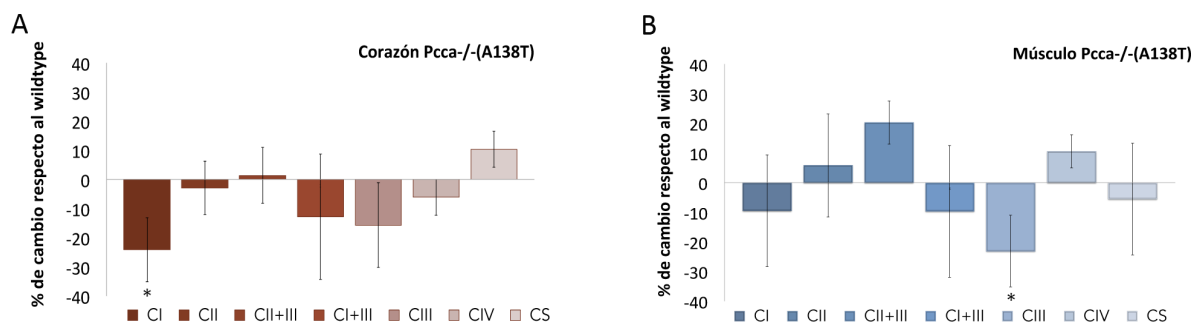 A
Corazón Pcca-/-(A138T)
% de cambio respecto al wildtype
40
30
20
10
0
-10
-20
-30
-40
*
CI CII CII+III CI+III CIII CIV CS
B
Músculo Pcca-/-(A138T)
% de cambio respecto al wildtype
40
30
20
10
0
-10
-20
-30
-40
*
CI CII CII+III CI+III CIII CIV CS